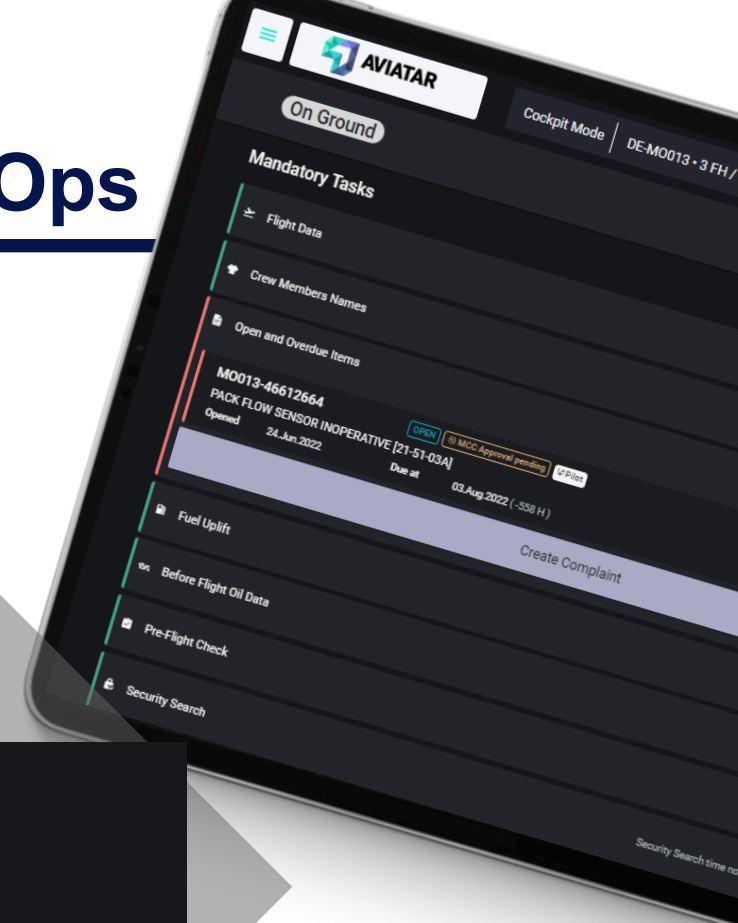 Ops
AVIATAR
Cockpit Mode
DE-MO013 • 3 FH /
On Ground
Mandatory Tasks
Flight Data
Crew Members Names
Open and Overdue Items
MO013-46612664
OPEN
MCC Approval pending
Pilot
PACK FLOW SENSOR INOPERATIVE [21-51-03A]
Opened 24.Jun.2022 Due at 03.Aug.2022 ( -558 H )
Create Complaint
Fuel Uplift
Before Flight Oil Data
Pre-Flight Check
Security Search
Security Search time no